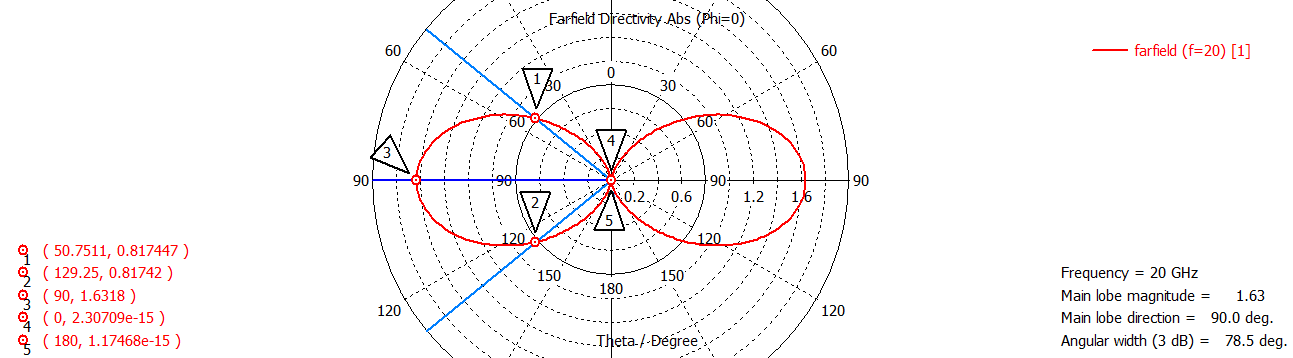 Farfield Directivity Abs (Phi=0)
farfield (f=20) [1]
60
60
1
0
30
30
60
60
4
3
90
90
0.2
0.6
90
1.2
1.6
90
2
5
120
120
1 ( 50.7511, 0.817447 )
2 ( 129.25, 0.81742 )
3 ( 90, 1.6318 )
4 ( 0, 2.30709e-15 )
5 ( 180, 1.17468e-15 )
150
150
180
120
120
Theta / Degree
Frequency = 20 GHz
Main lobe magnitude = 1.63
Main lobe direction = 90.0 deg.
Angular width (3 dB) = 78.5 deg.